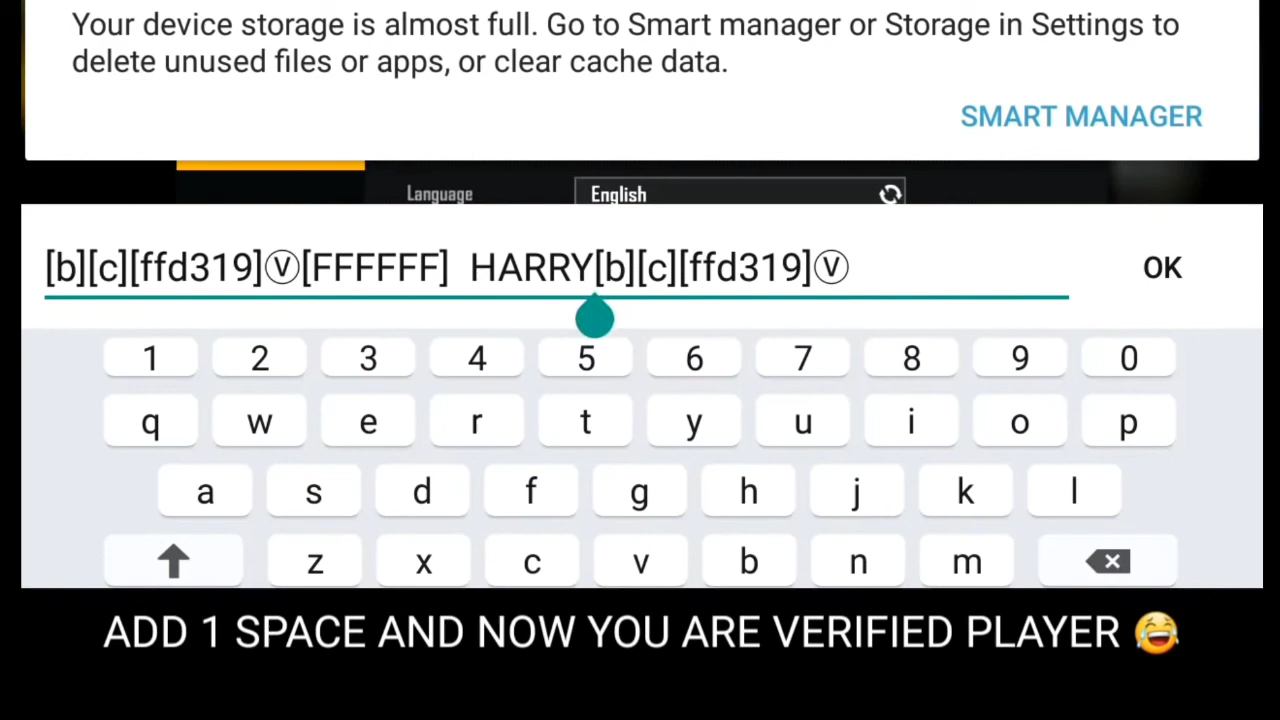 Your device storage is almost full. Go to Smart manager or Storage in Settings to
delete unused files or apps, or clear cache data.
SMART MANAGER
Language English
[b][c][ffd319]Ⓥ[FFFFFF]  HARRY[b][c][ffd319]Ⓥ OK
1 2 3 4 5 6 7 8 9 0
q w e r t y u i o p
a s d f g h j k l
z x c v b n m
ADD 1 SPACE AND NOW YOU ARE VERIFIED PLAYER 😂